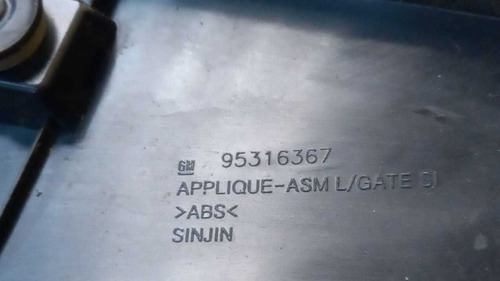 GM 95316367
APPLIQUE-ASM L/GATE
>ABS<
SINJIN